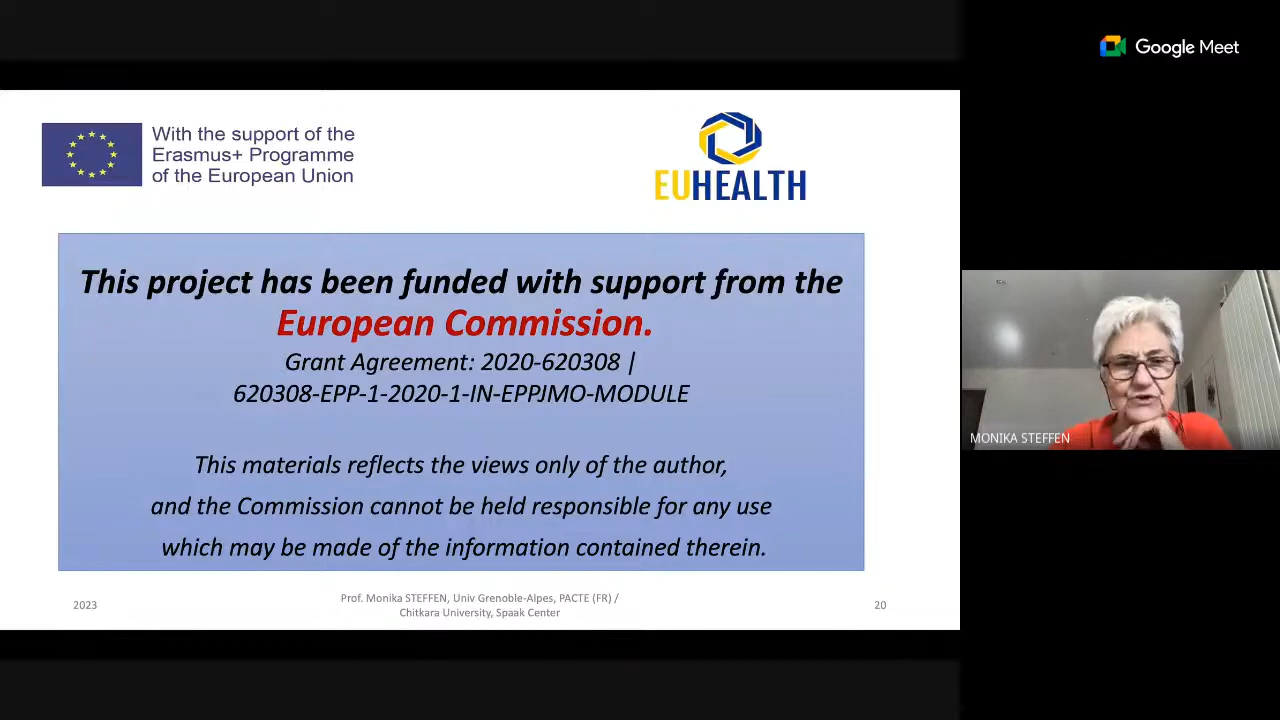 Google Meet
With the support of the
Erasmus+ Programme
of the European Union
EUHEALTH
This project has been funded with support from the
European Commission.
Grant Agreement: 2020-620308 |
620308-EPP-1-2020-1-IN-EPPJMO-MODULE
This materials reflects the views only of the author,
and the Commission cannot be held responsible for any use
which may be made of the information contained therein.
MONIKA STEFFEN
2023
Prof. Monika STEFFEN, Univ Grenoble-Alpes, PACTE (FR) /
Chitkara University, Spaak Center
20